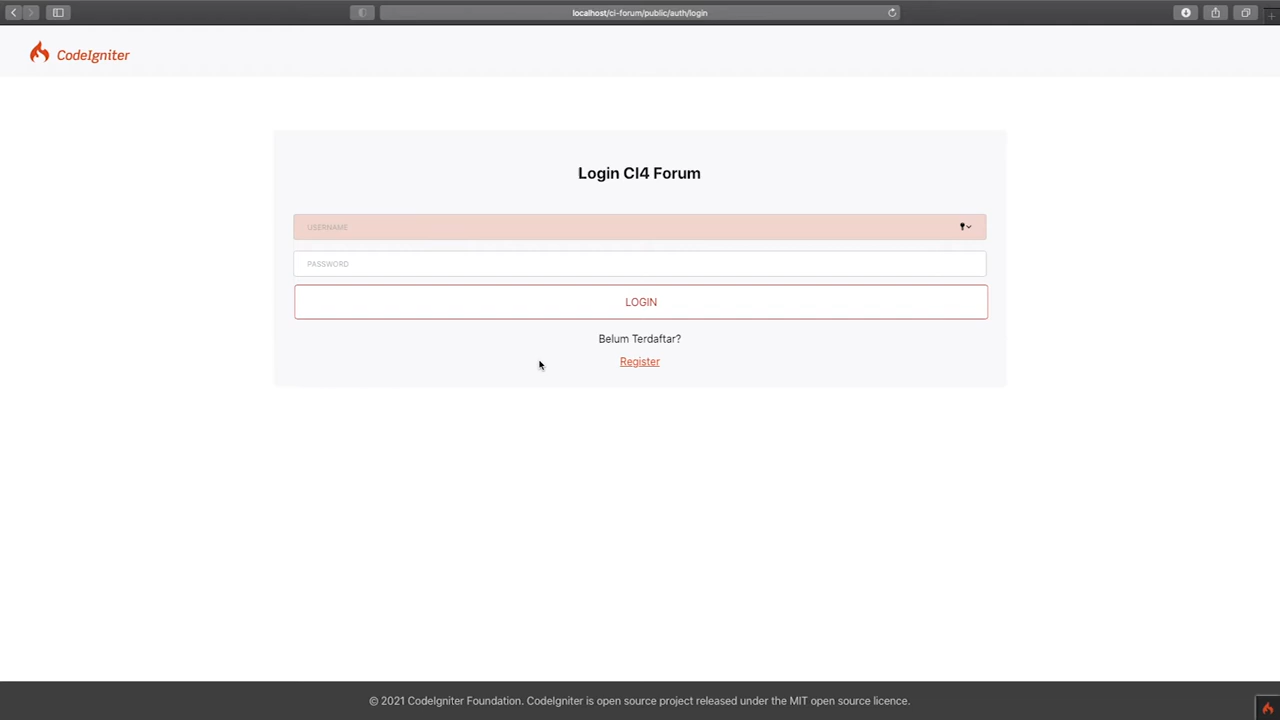 localhost/ci-forum/public/auth/login
CodeIgniter
Login CI4 Forum
USERNAME
PASSWORD
LOGIN
Belum Terdaftar?
Register
© 2021 CodeIgniter Foundation. CodeIgniter is open source project released under the MIT open source licence.